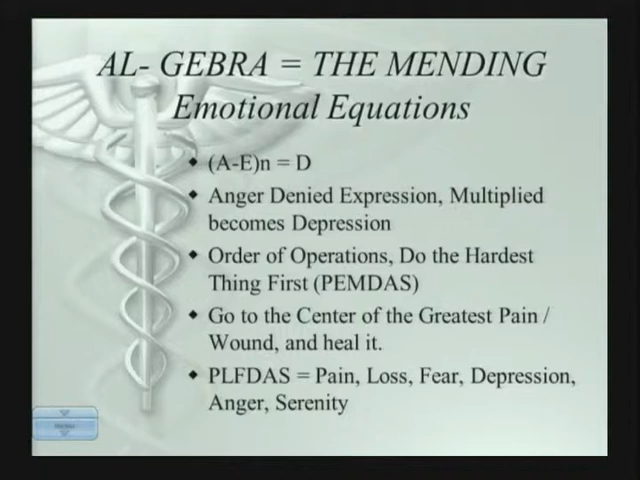 AL- GEBRA = THE MENDING
Emotional Equations
(A-E)n = D
Anger Denied Expression, Multiplied
becomes Depression
Order of Operations, Do the Hardest
Thing First (PEMDAS)
Go to the Center of the Greatest Pain /
Wound, and heal it.
PLFDAS = Pain, Loss, Fear, Depression,
Anger, Serenity